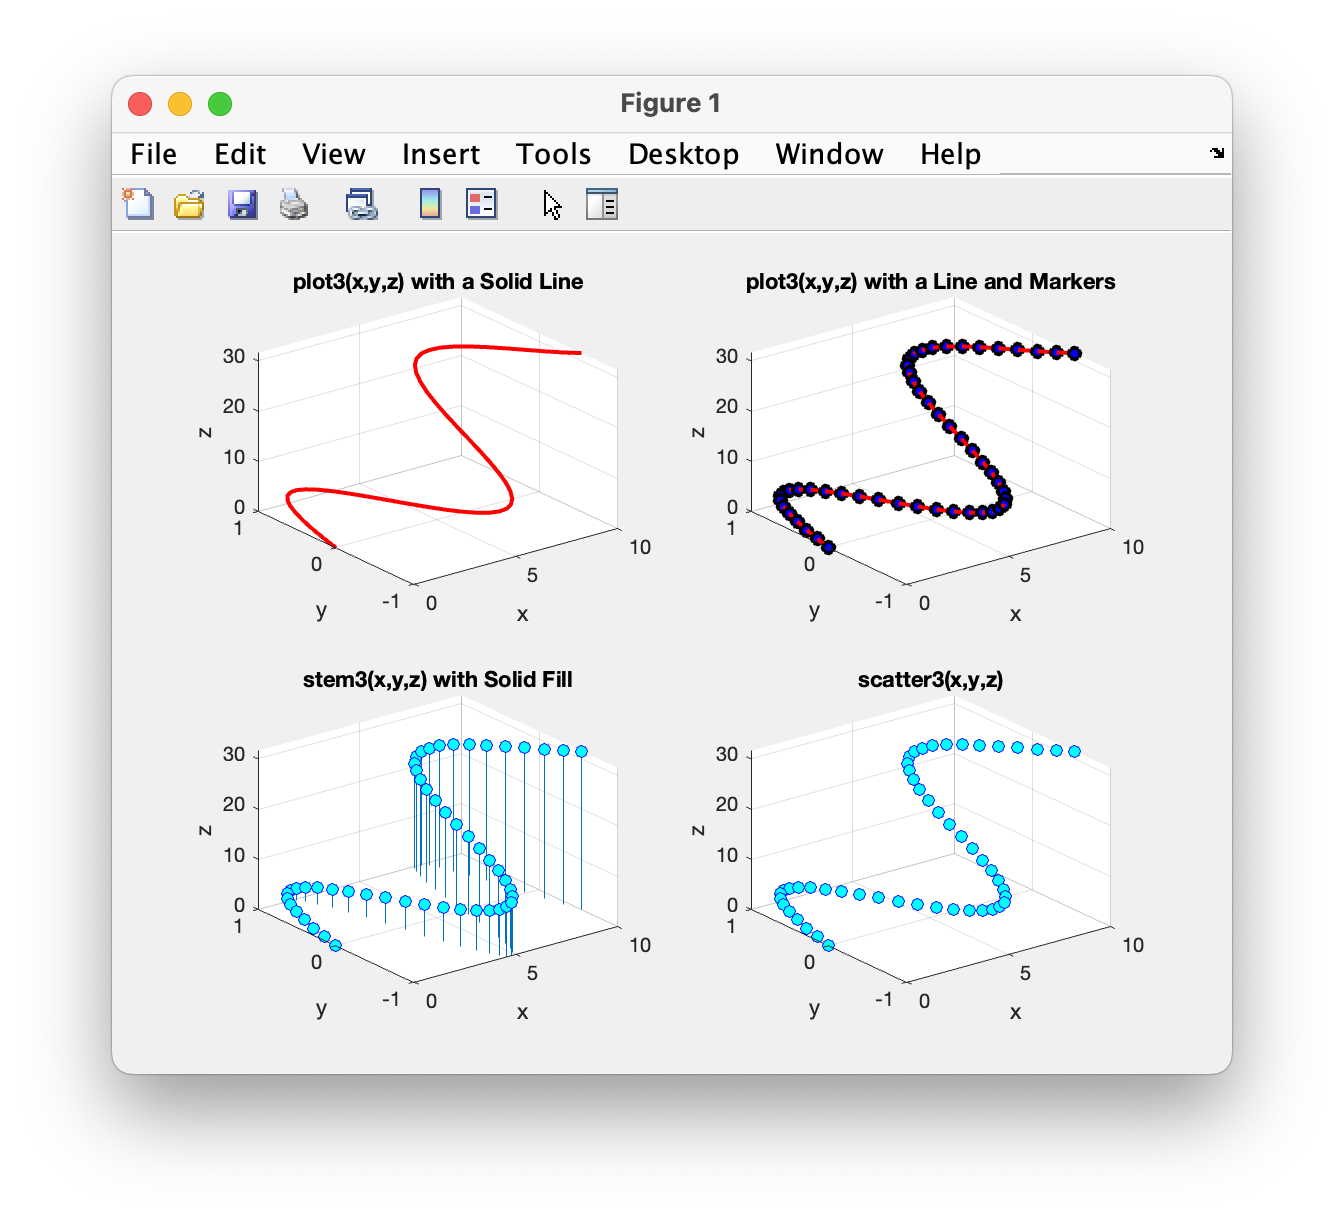 Figure 1
File Edit View Insert Tools Desktop Window Help
plot3(x,y,z) with a Solid Line
30
20
10
0
z
1
0
-1
y
0
5
10
x
plot3(x,y,z) with a Line and Markers
30
20
10
0
z
1
0
-1
y
0
5
10
x
stem3(x,y,z) with Solid Fill
30
20
10
0
z
1
0
-1
y
0
5
10
x
scatter3(x,y,z)
30
20
10
0
z
1
0
-1
y
0
5
10
x